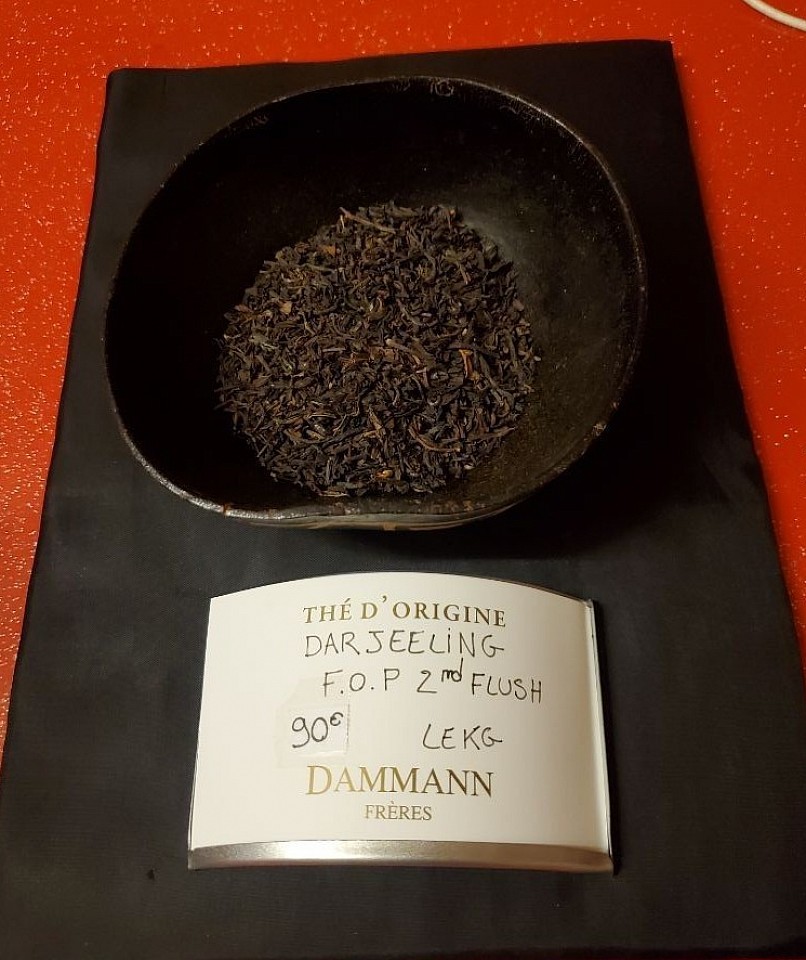 THÉ D'ORIGINE
DARJEELING
F.O.P 2nd FLUSH
90€ LE KG
DAMMANN
FRÈRES